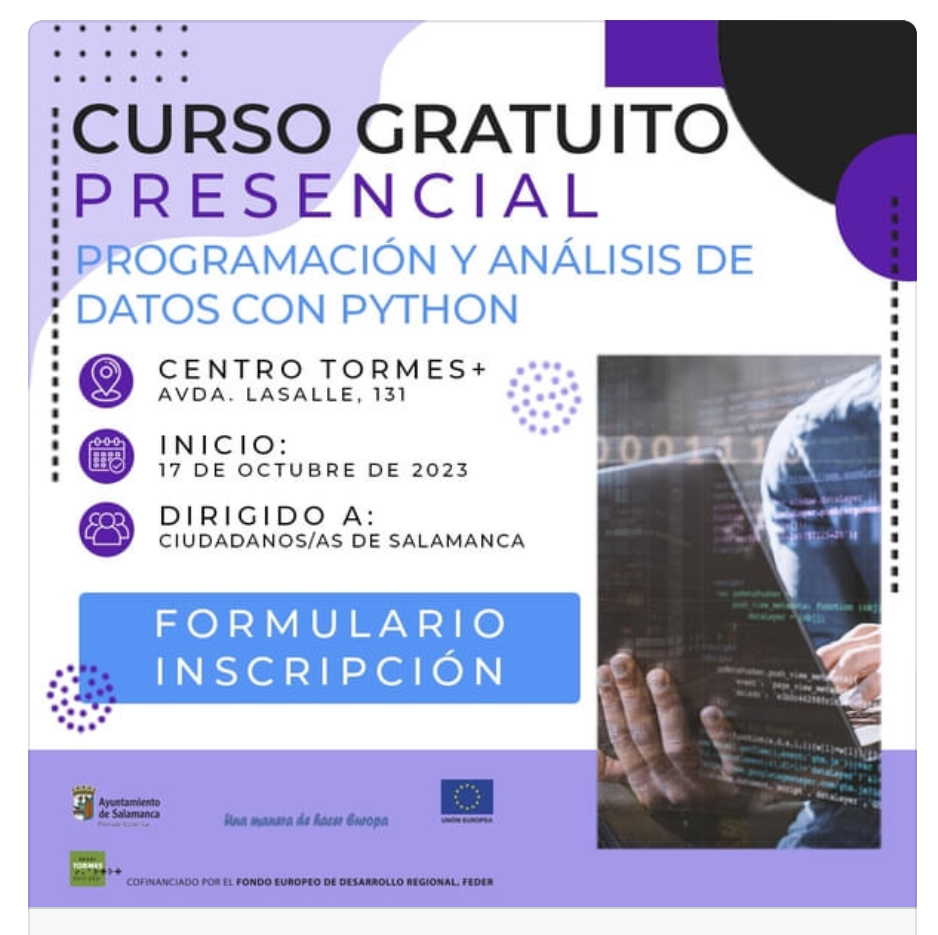 CURSO GRATUITO
PRESENCIAL
PROGRAMACIÓN Y ANÁLISIS DE
DATOS CON PYTHON
CENTRO TORMES+
AVDA. LASALLE, 131
INICIO:
17 DE OCTUBRE DE 2023
DIRIGIDO A:
CIUDADANOS/AS DE SALAMANCA
FORMULARIO
INSCRIPCIÓN
000111
Ayuntamiento
de Salamanca
Una manera de hacer Europa
UNIÓN EUROPEA
TORMES
COFINANCIADO POR EL FONDO EUROPEO DE DESARROLLO REGIONAL, FEDER